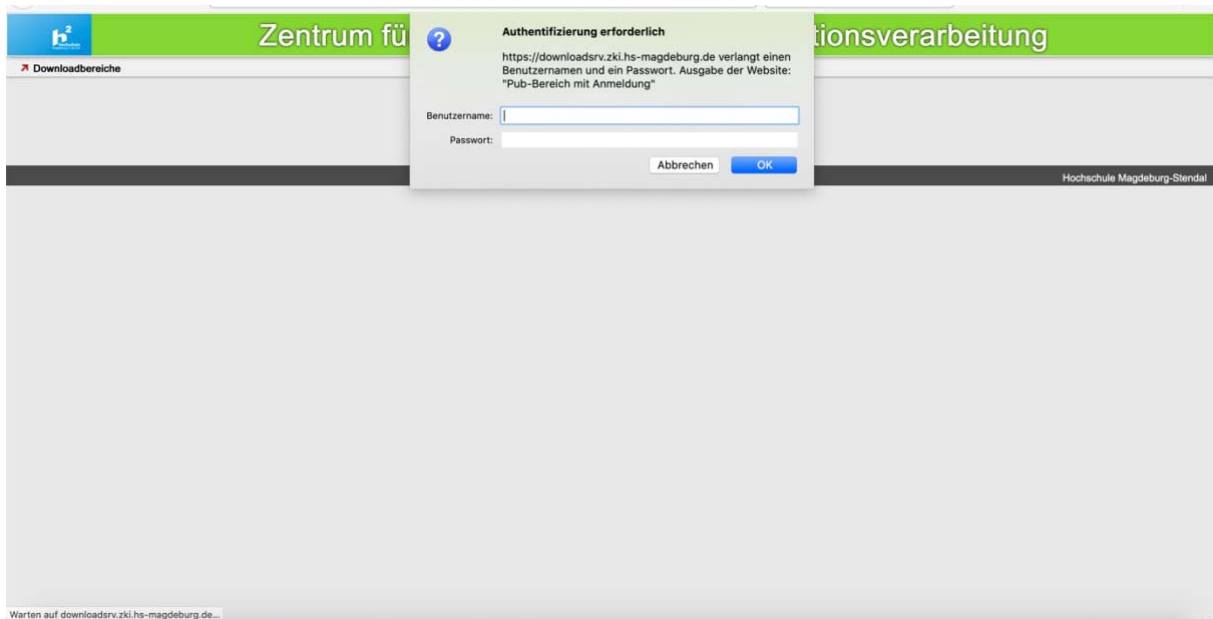 h²
Zentrum fü
tionsverarbeitung
Downloadbereiche
Authentifizierung erforderlich
https://downloadsrv.zki.hs-magdeburg.de verlangt einen
Benutzernamen und ein Passwort. Ausgabe der Website:
"Pub-Bereich mit Anmeldung"
Benutzername:
Passwort:
Abbrechen
OK
Hochschule Magdeburg-Stendal
Warten auf downloadsrv.zki.hs-magdeburg.de...